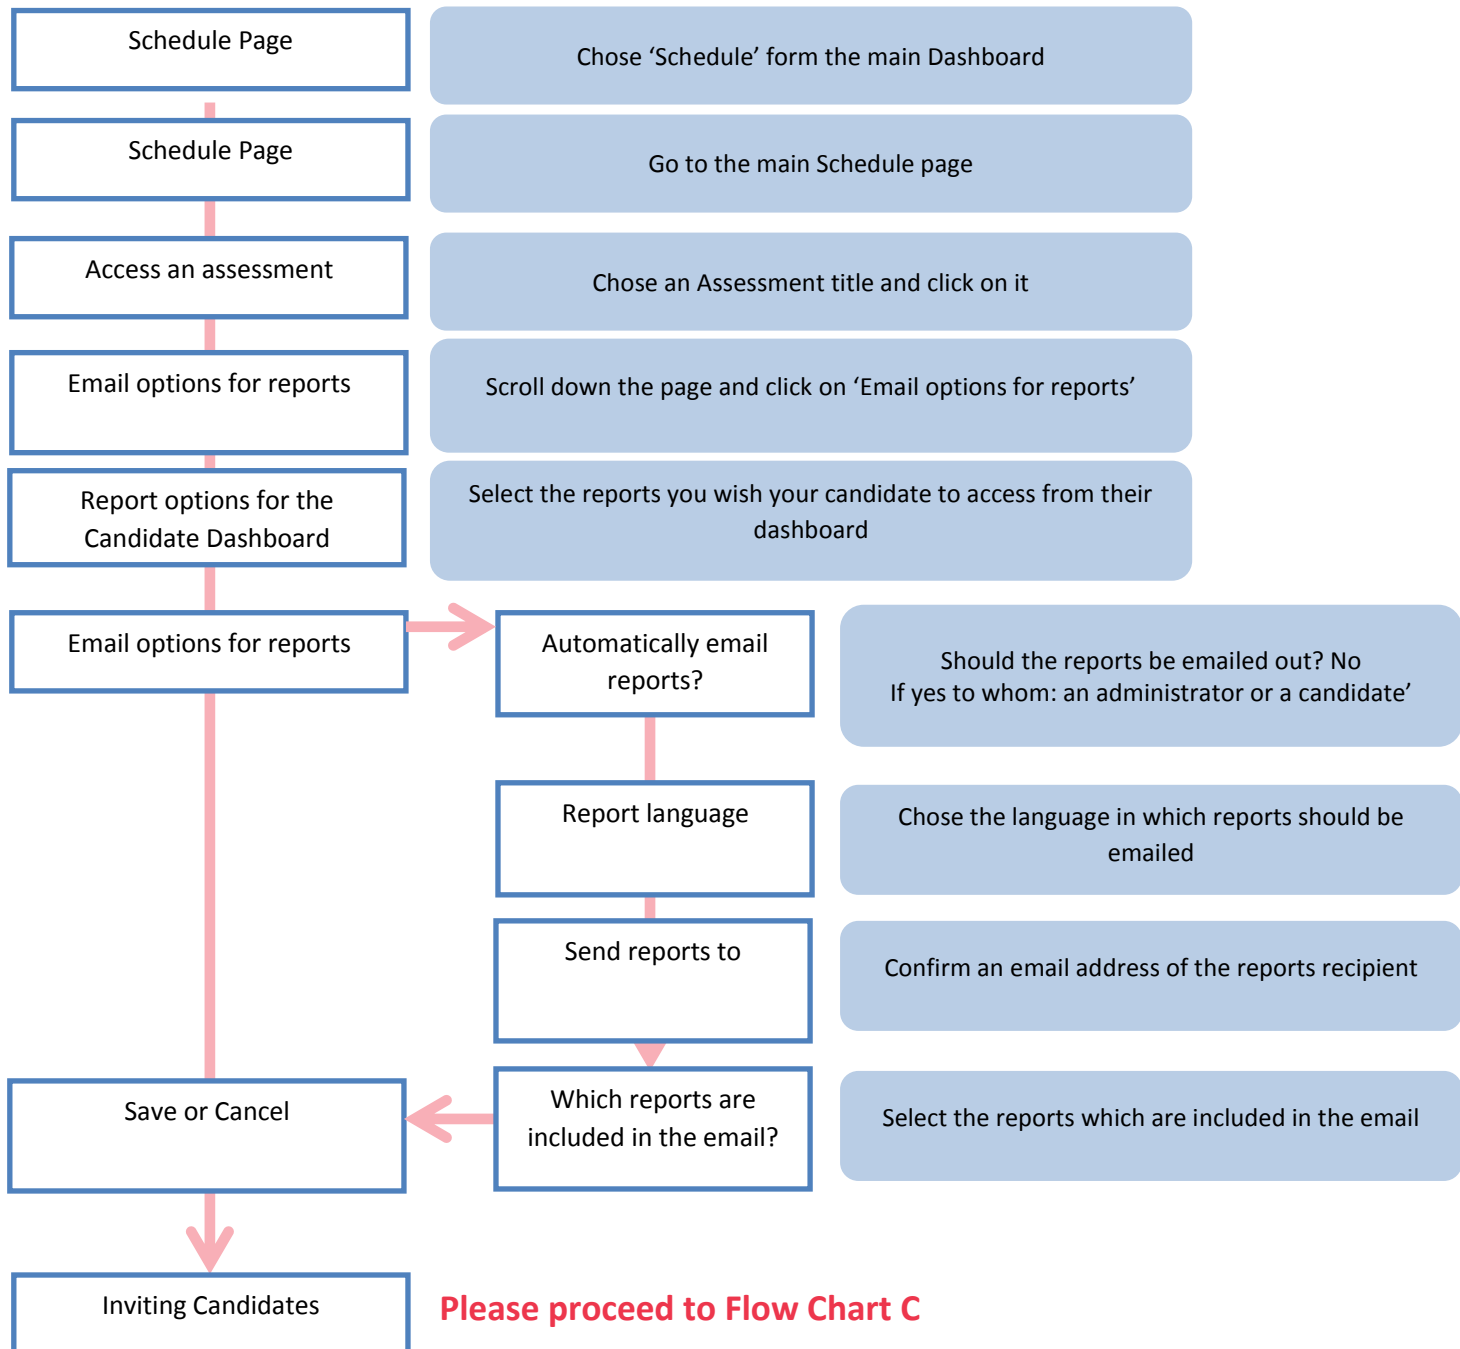 Schedule Page
Chose ‘Schedule’ form the main Dashboard
Schedule Page
Go to the main Schedule page
Access an assessment
Chose an Assessment title and click on it
Email options for reports
Scroll down the page and click on ‘Email options for reports’
Report options for the
Candidate Dashboard
Select the reports you wish your candidate to access from their
dashboard
Email options for reports
Automatically email
reports?
Should the reports be emailed out? No
If yes to whom: an administrator or a candidate’
Report language
Chose the language in which reports should be
emailed
Send reports to
Confirm an email address of the reports recipient
Save or Cancel
Which reports are
included in the email?
Select the reports which are included in the email
Inviting Candidates
Please proceed to Flow Chart C